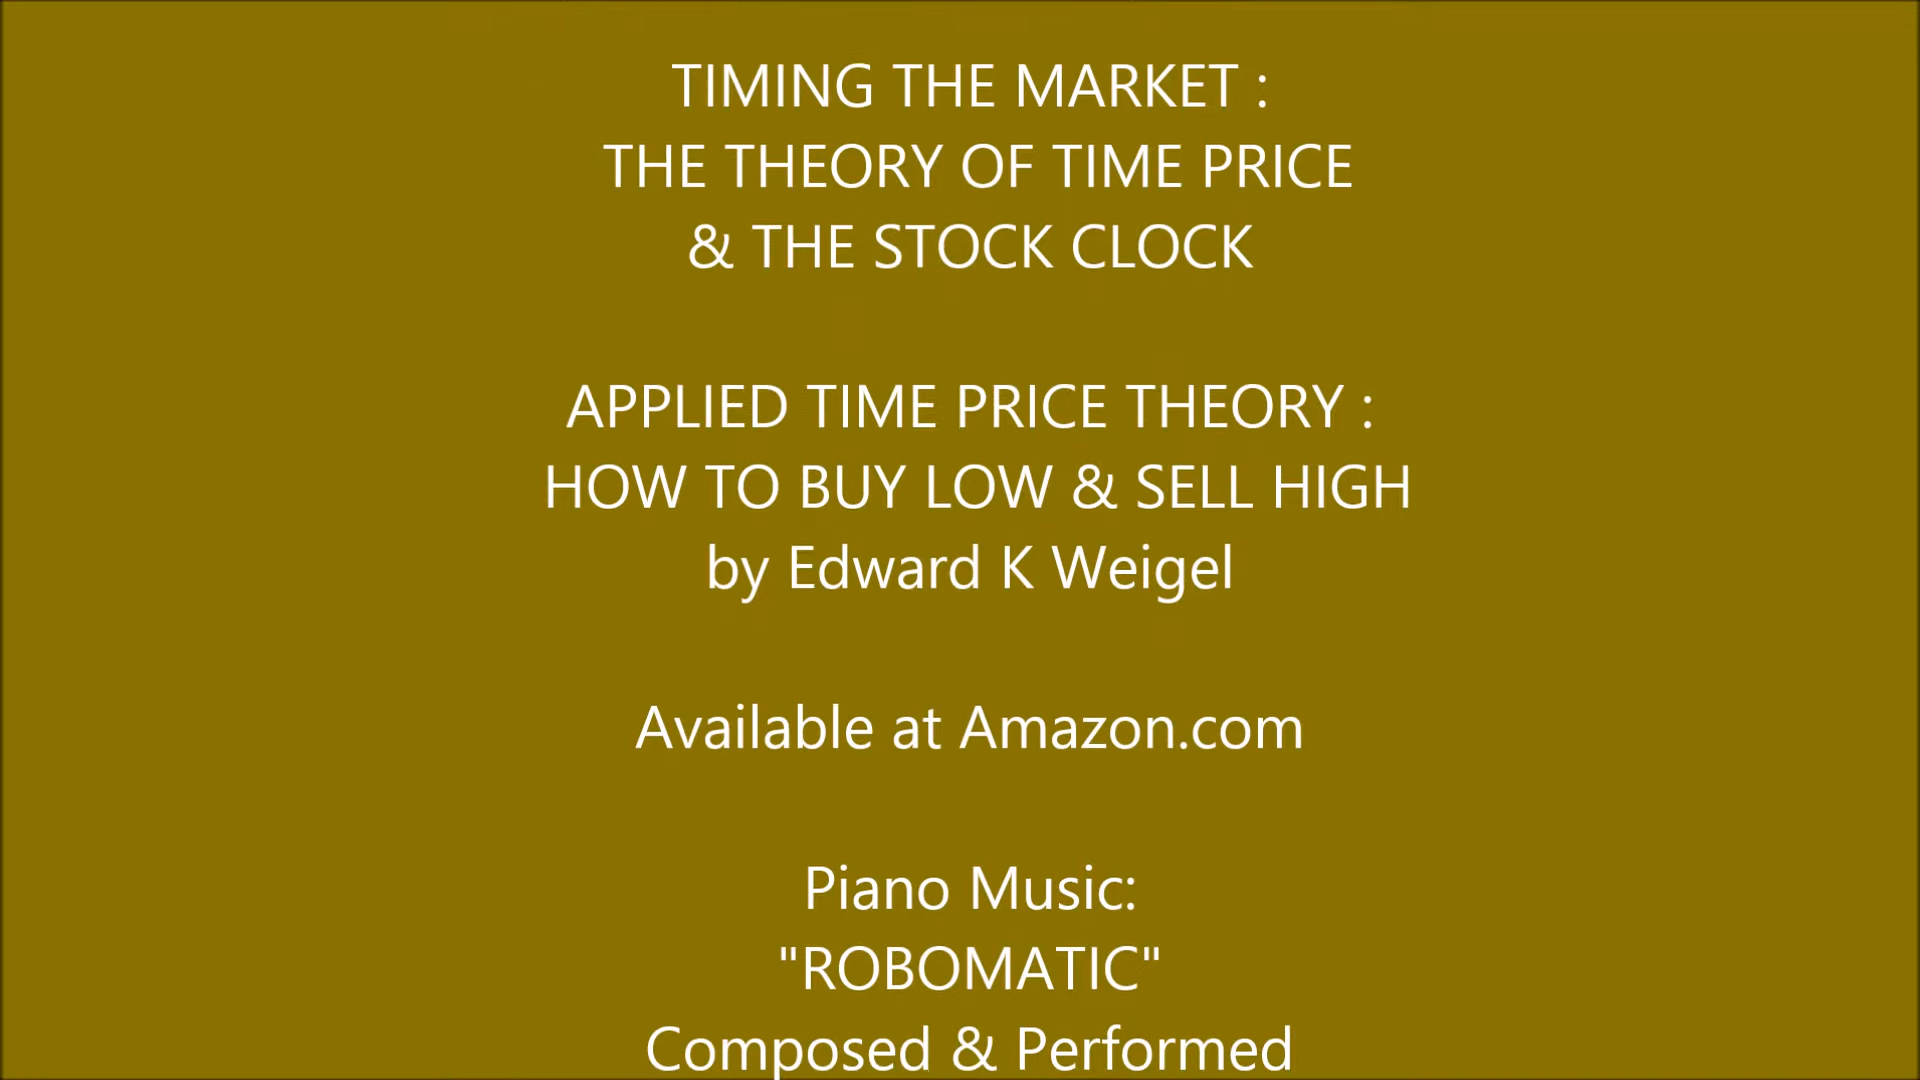 TIMING THE MARKET :
THE THEORY OF TIME PRICE
& THE STOCK CLOCK
APPLIED TIME PRICE THEORY :
HOW TO BUY LOW & SELL HIGH
by Edward K Weigel
Available at Amazon.com
Piano Music:
"ROBOMATIC"
Composed & Performed